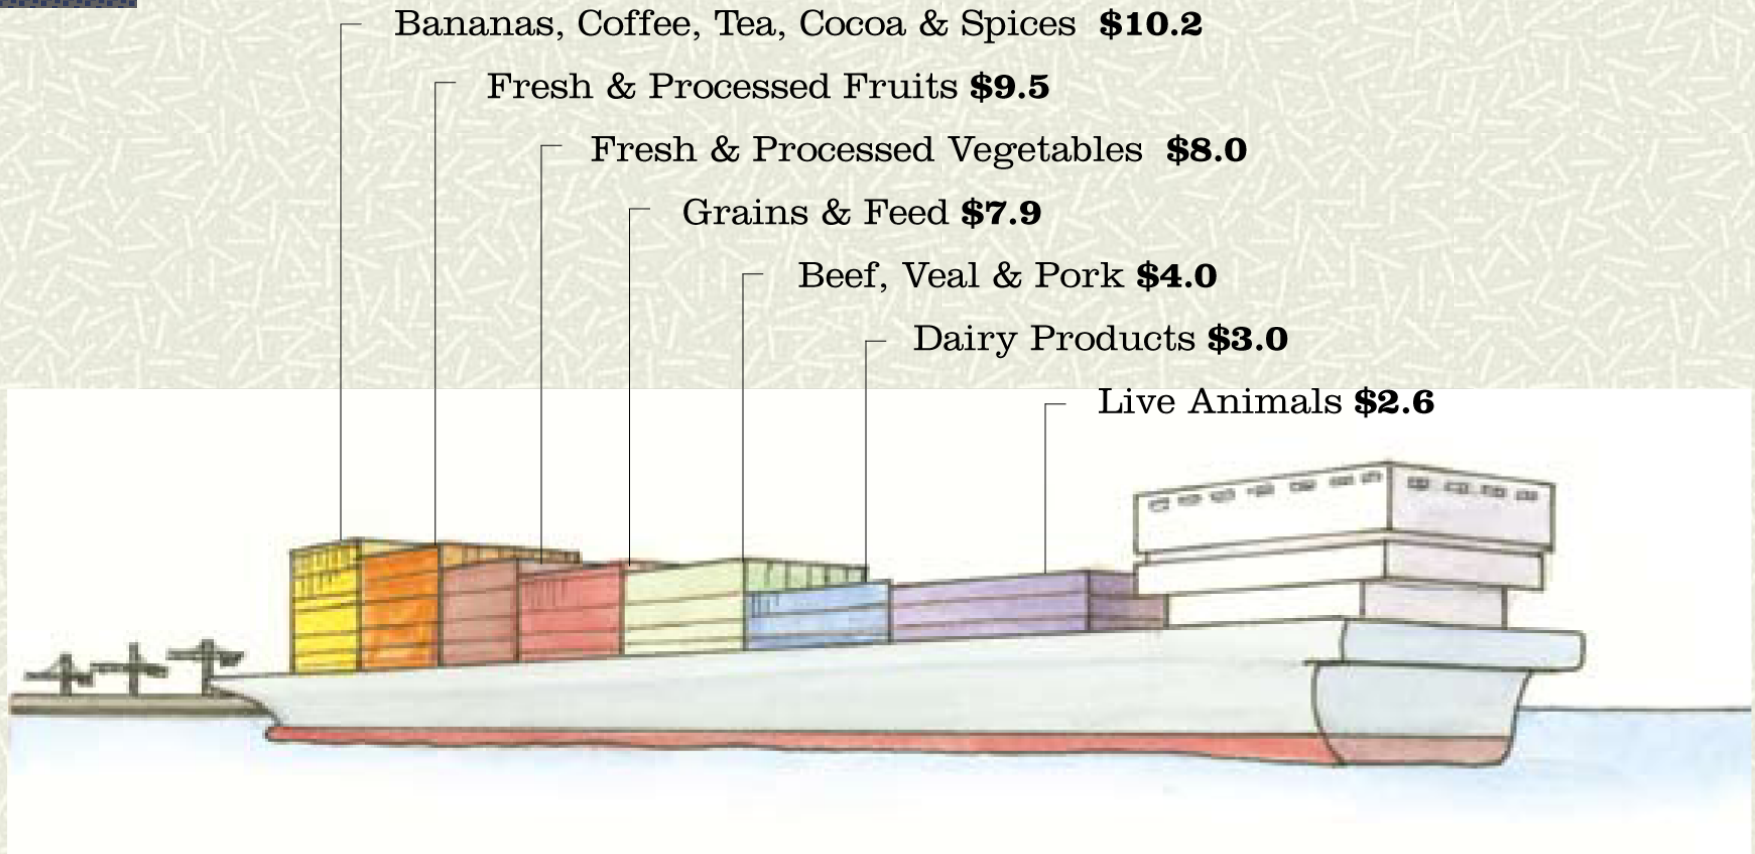 Bananas, Coffee, Tea, Cocoa & Spices $10.2
Fresh & Processed Fruits $9.5
Fresh & Processed Vegetables $8.0
Grains & Feed $7.9
Beef, Veal & Pork $4.0
Dairy Products $3.0
Live Animals $2.6